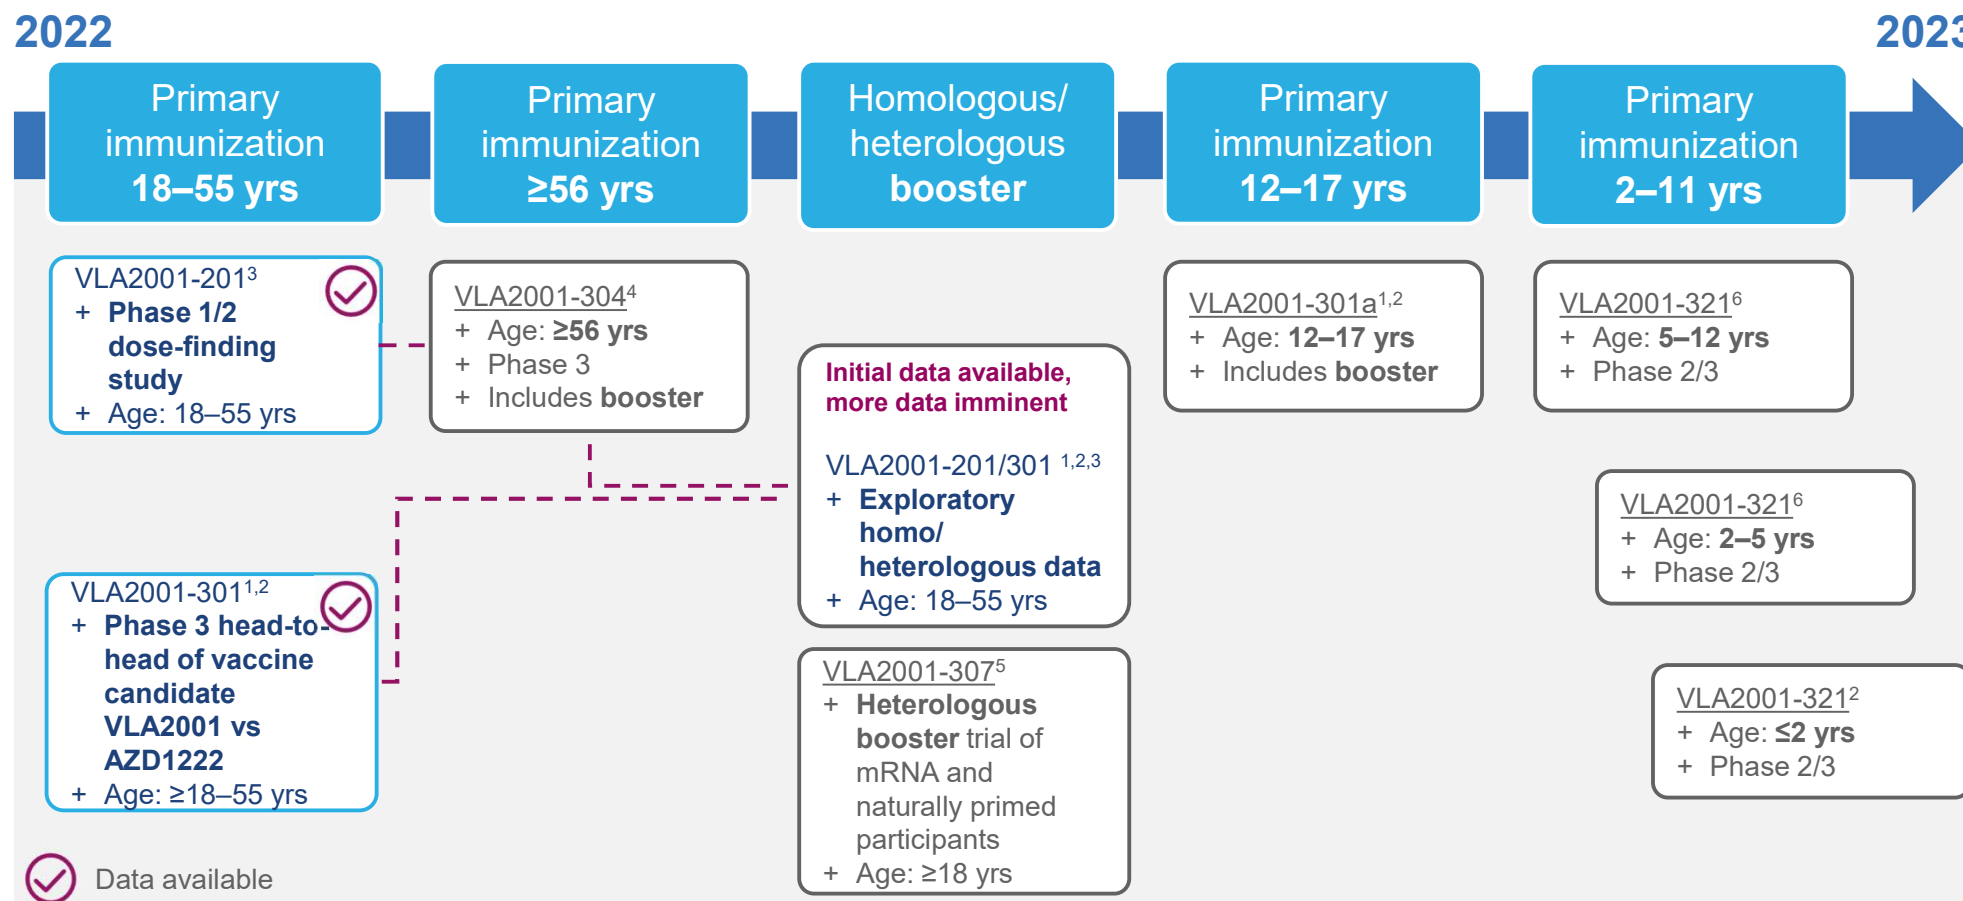 2022
2023
Primary
immunization
18–55 yrs
Primary
immunization
≥56 yrs
Homologous/
heterologous
booster
Primary
immunization
12–17 yrs
Primary
immunization
2–11 yrs
VLA2001-201³
+ Phase 1/2
dose-finding
study
+ Age: 18–55 yrs
VLA2001-301¹,²
+ Phase 3 head-to-
head of vaccine
candidate
VLA2001 vs
AZD1222
+ Age: ≥18–55 yrs
VLA2001-304⁴
+ Age: ≥56 yrs
+ Phase 3
+ Includes booster
Initial data available,
more data imminent
VLA2001-201/301 ¹,²,³
+ Exploratory
homo/
heterologous data
+ Age: 18–55 yrs
VLA2001-307⁵
+ Heterologous
booster trial of
mRNA and
naturally primed
participants
+ Age: ≥18 yrs
VLA2001-301a¹,²
+ Age: 12–17 yrs
+ Includes booster
VLA2001-321⁶
+ Age: 5–12 yrs
+ Phase 2/3
VLA2001-321⁶
+ Age: 2–5 yrs
+ Phase 2/3
VLA2001-321²
+ Age: ≤2 yrs
+ Phase 2/3
Data available